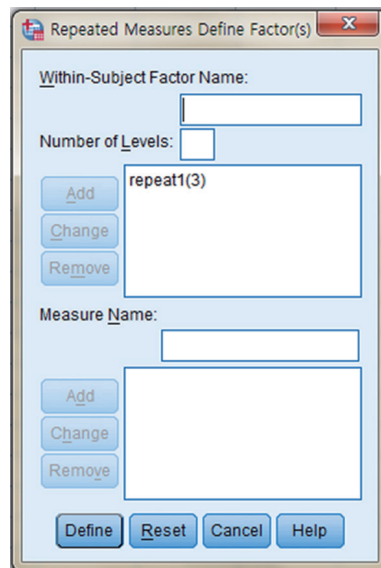 Repeated Measures Define Factor(s)
Within-Subject Factor Name:
Number of Levels:
Add
repeat1(3)
Change
Remove
Measure Name:
Add
Change
Remove
Define Reset Cancel Help